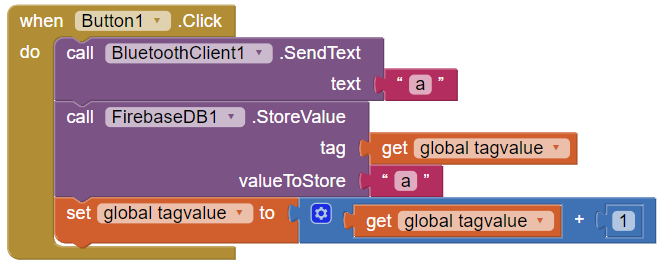 when Button1 .Click
do call BluetoothClient1 .SendText
text " a "
call FirebaseDB1 .StoreValue
tag get global tagvalue
valueToStore " a "
set global tagvalue to get global tagvalue + 1